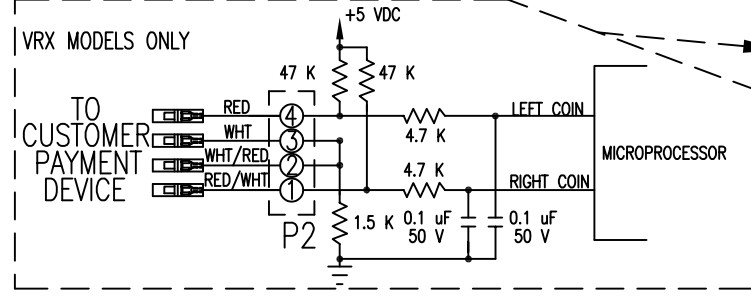 +5 VDC
VRX MODELS ONLY
47 K
47 K
TO
CUSTOMER
PAYMENT
DEVICE
RED
WHT
WHT/RED
RED/WHT
4
3
2
1
P2
4.7 K
4.7 K
LEFT COIN
RIGHT COIN
MICROPROCESSOR
1.5 K
0.1 uF
50 V
0.1 uF
50 V